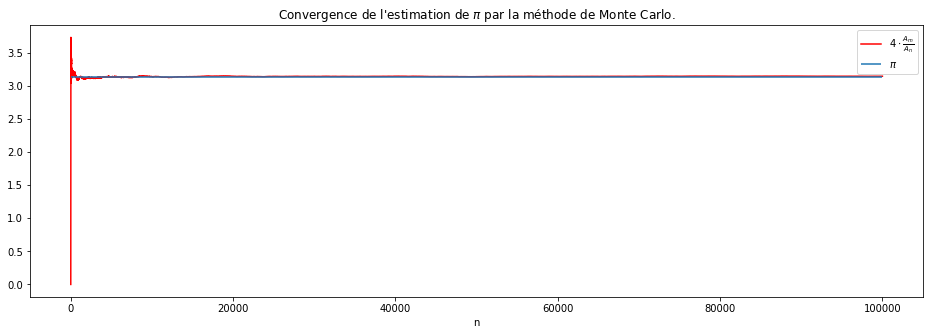 Convergence de l'estimation de π par la méthode de Monte Carlo.
4 · A_m/A_n
π
3.5
3.0
2.5
2.0
1.5
1.0
0.5
0.0
0 20000 40000 60000 80000 100000
n